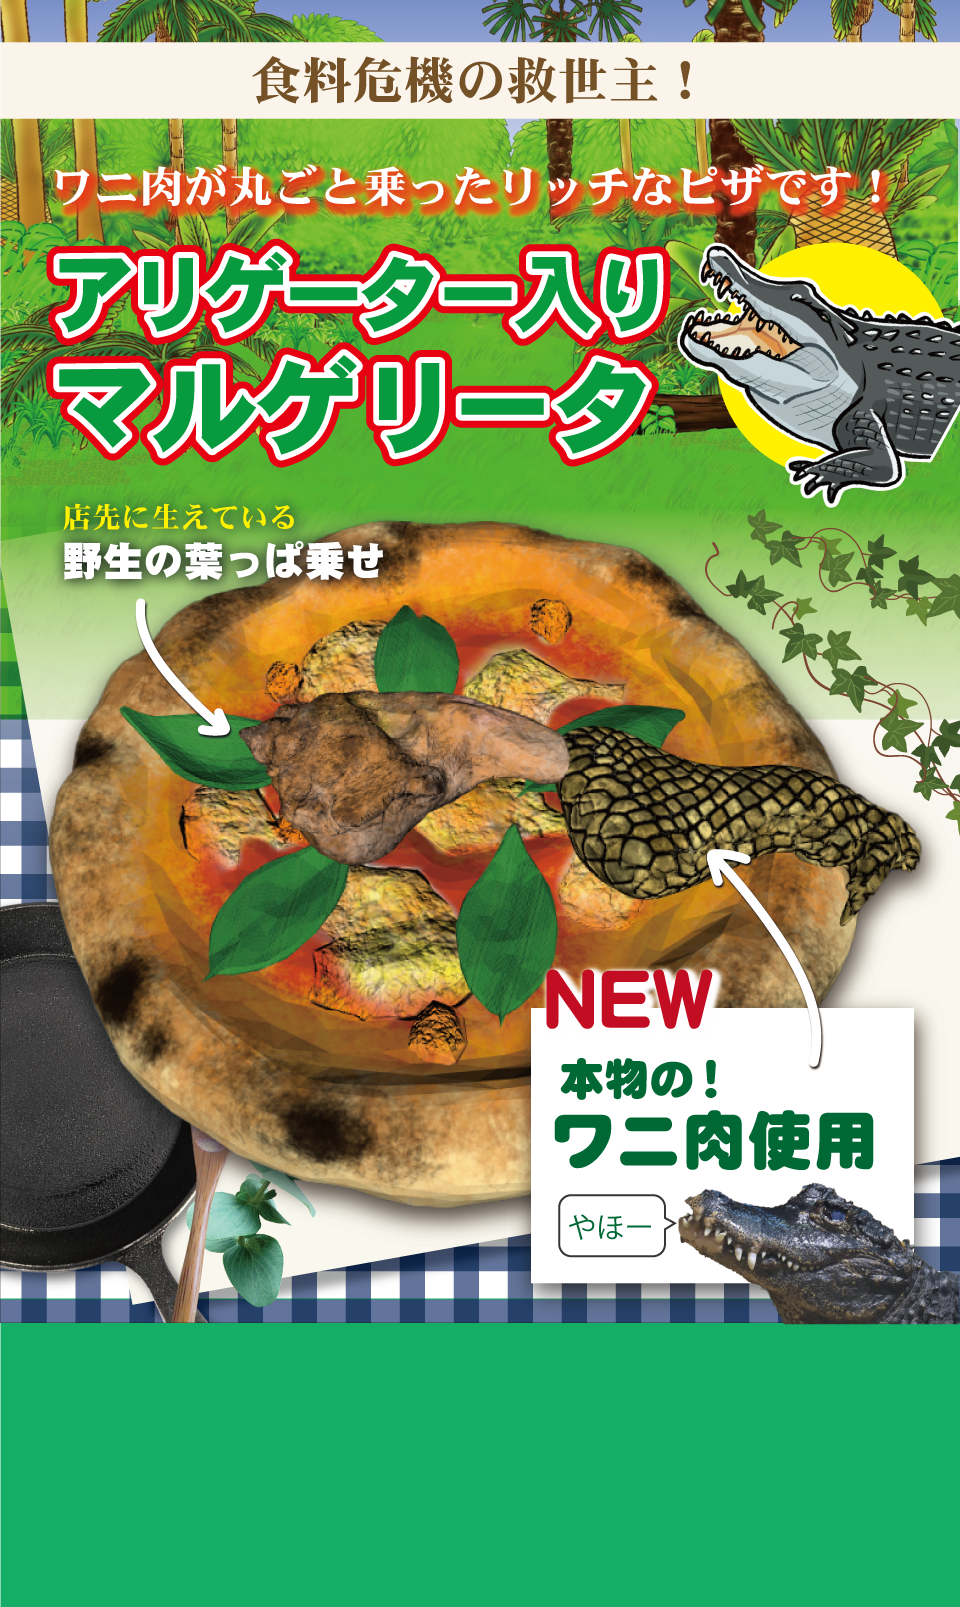 食料危機の救世主！
ワニ肉が丸ごと乗ったリッチなピザです！
アリゲーター入り
マルゲリータ
店先に生えている
野生の葉っぱ乗せ
NEW
本物の！
ワニ肉使用
やほー